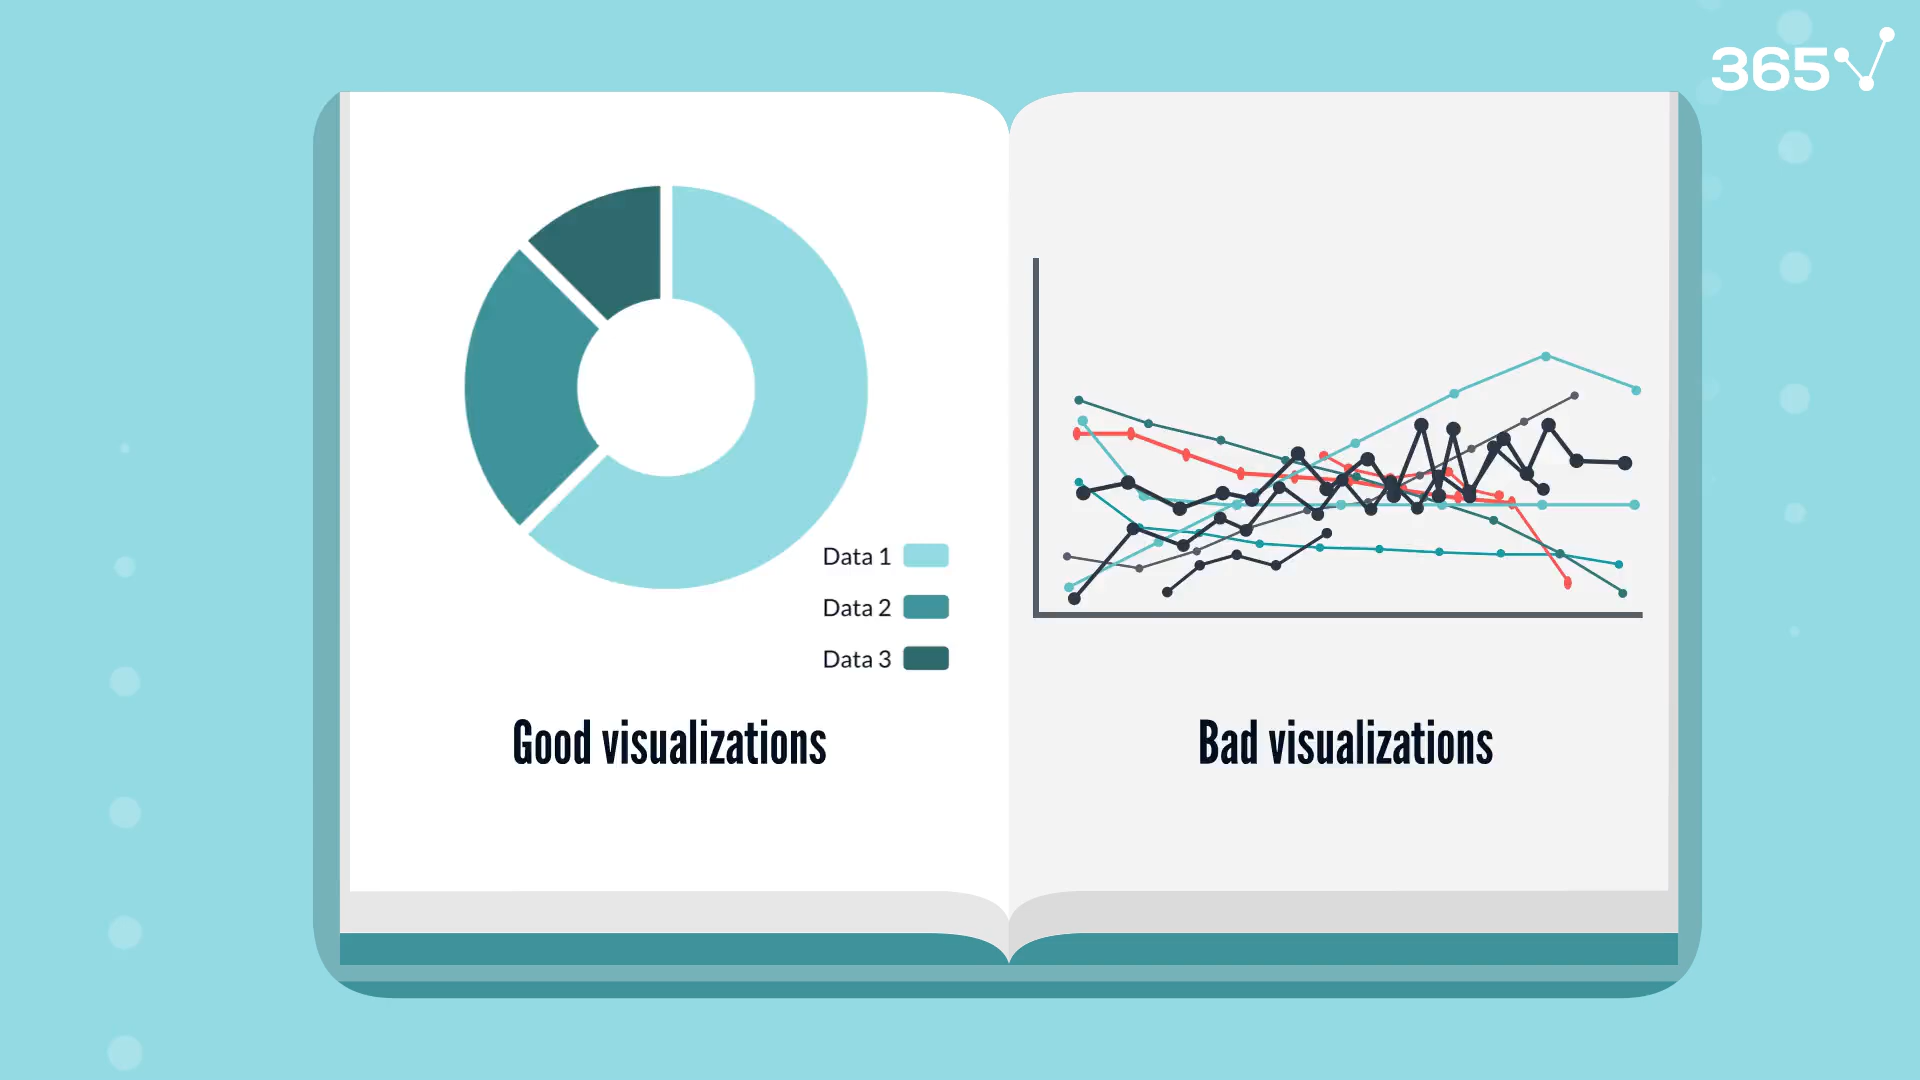 365
Data 1
Data 2
Data 3
Good visualizations
Bad visualizations